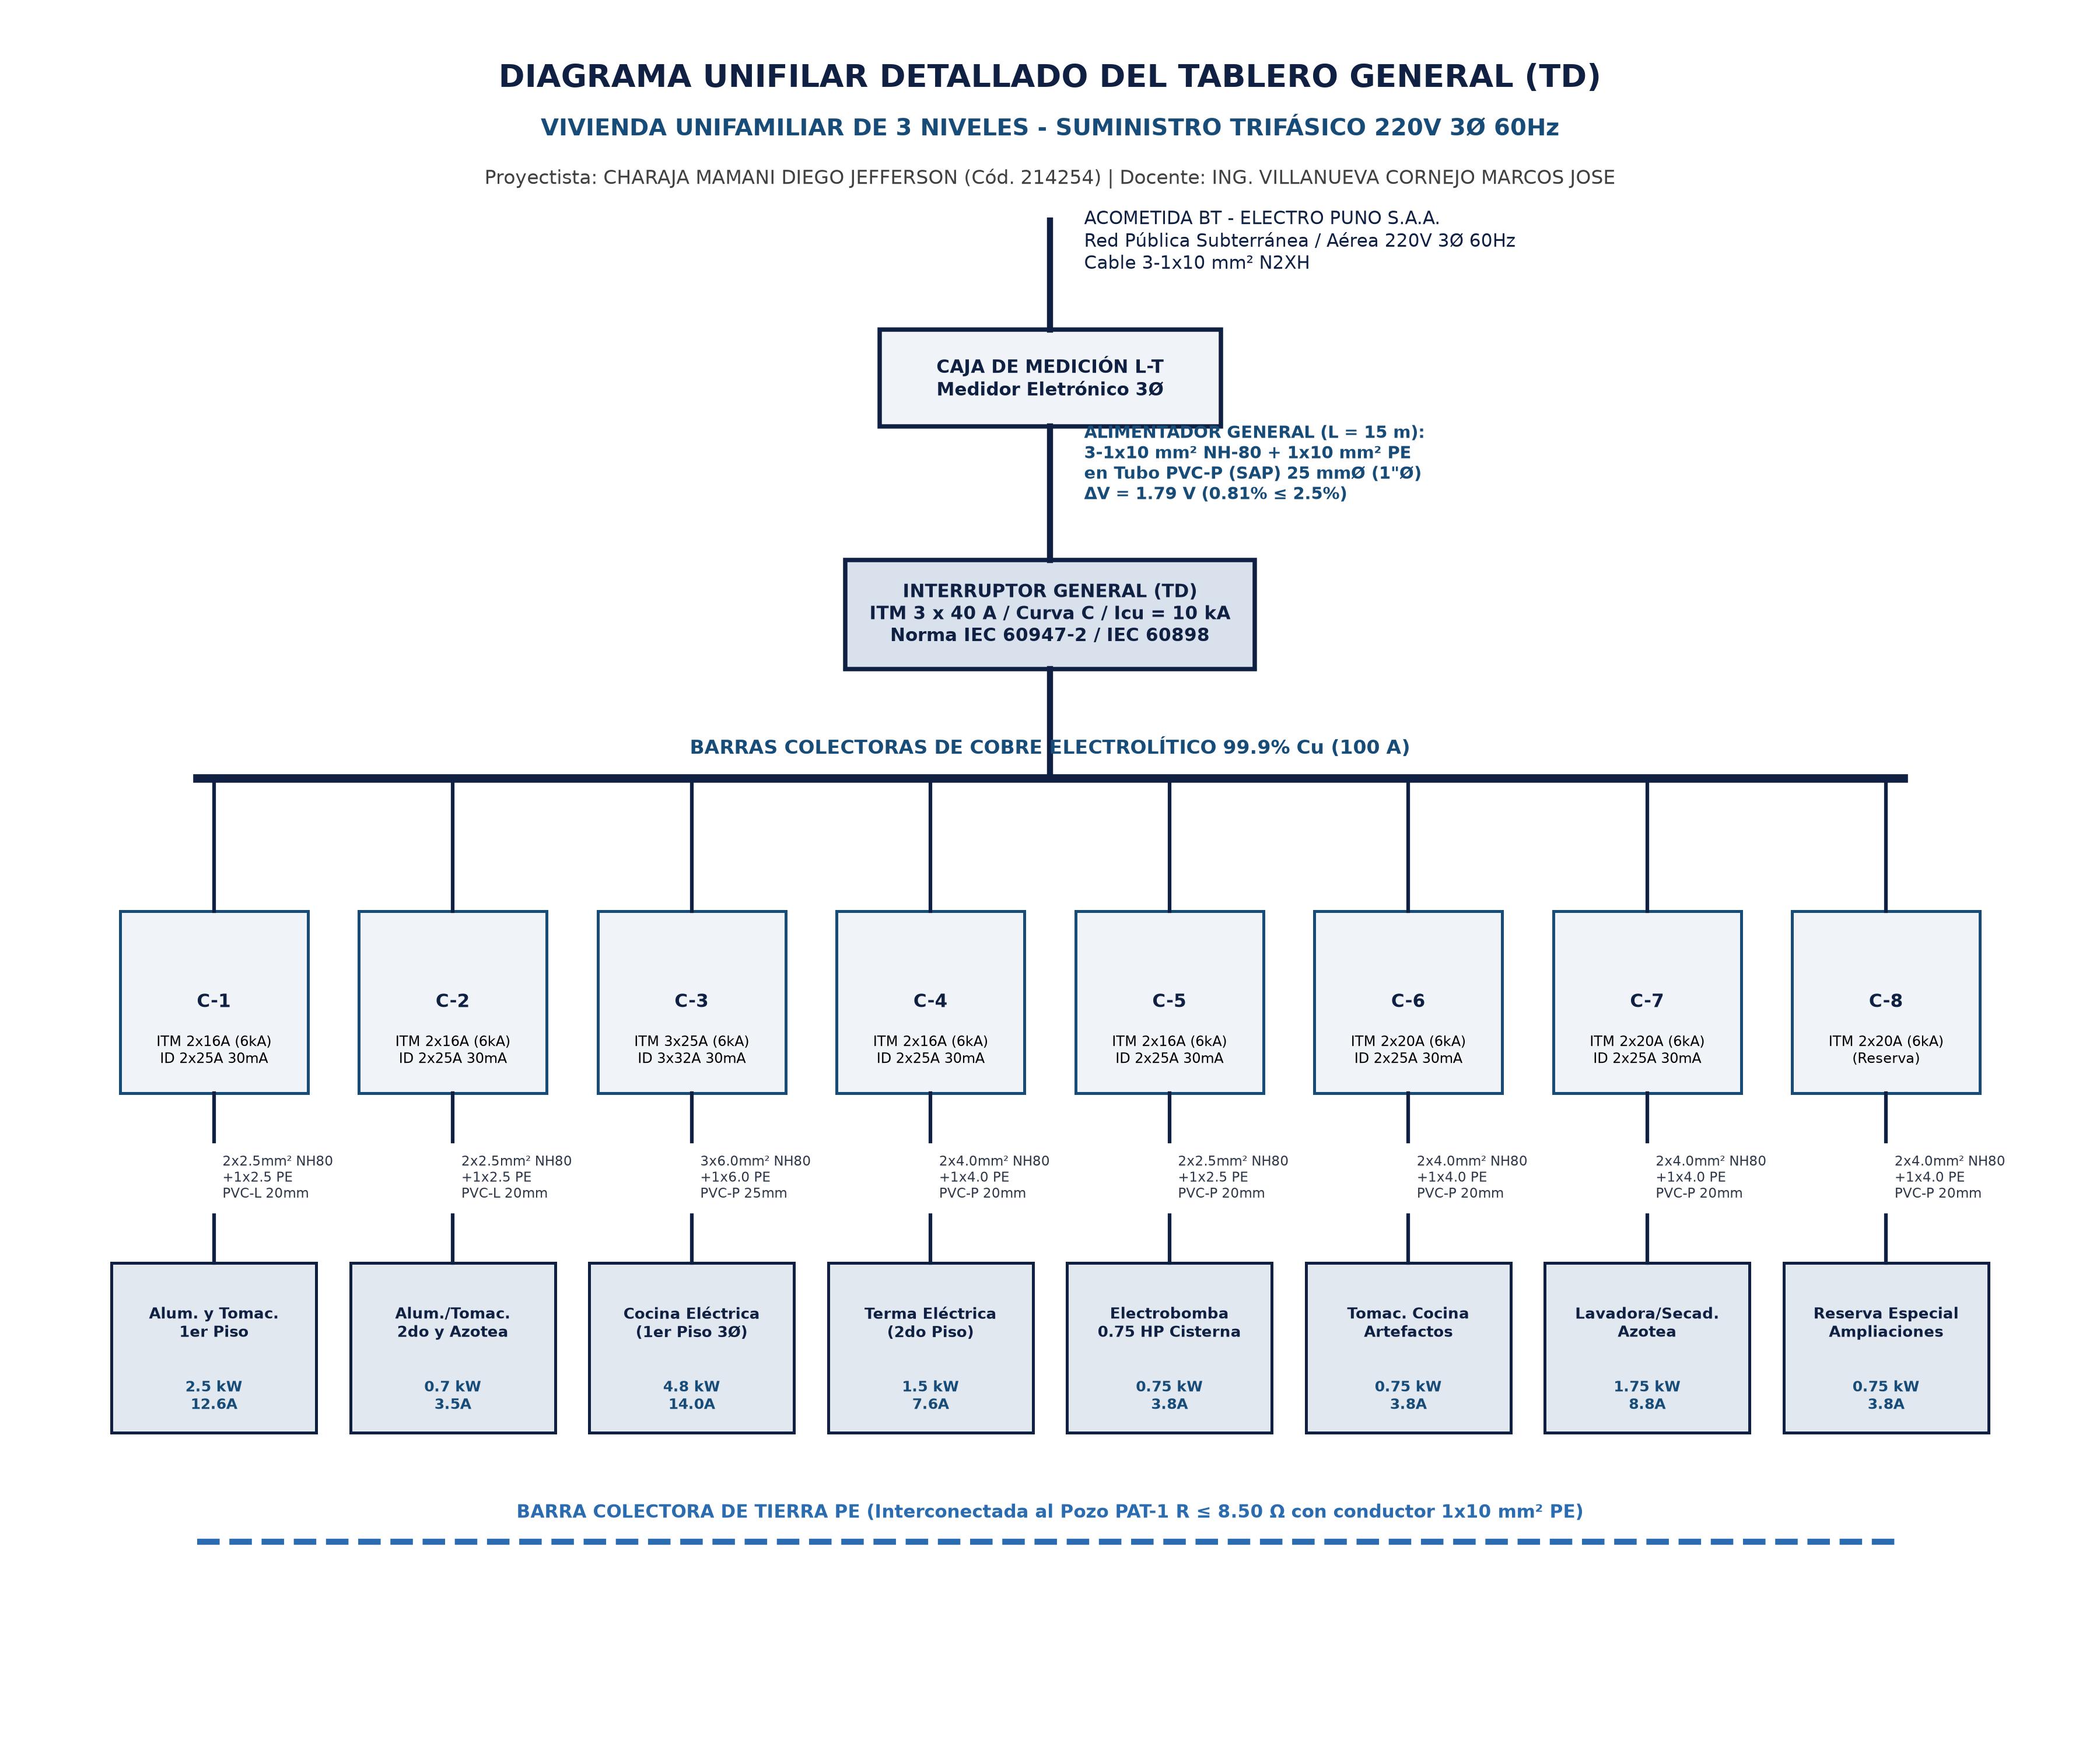 DIAGRAMA UNIFILAR DETALLADO DEL TABLERO GENERAL (TD)
VIVIENDA UNIFAMILIAR DE 3 NIVELES - SUMINISTRO TRIFÁSICO 220V 3Ø 60Hz
Proyectista: CHARAJA MAMANI DIEGO JEFFERSON (Cód. 214254) | Docente: ING. VILLANUEVA CORNEJO MARCOS JOSE
ACOMETIDA BT - ELECTRO PUNO S.A.A.
Red Pública Subterránea / Aérea 220V 3Ø 60Hz
Cable 3-1x10 mm² N2XH
CAJA DE MEDICIÓN L-T
Medidor Eletrónico 3Ø
ALIMENTADOR GENERAL (L = 15 m):
3-1x10 mm² NH-80 + 1x10 mm² PE
en Tubo PVC-P (SAP) 25 mmØ (1"Ø)
ΔV = 1.79 V (0.81% ≤ 2.5%)
INTERRUPTOR GENERAL (TD)
ITM 3 x 40 A / Curva C / Icu = 10 kA
Norma IEC 60947-2 / IEC 60898
BARRAS COLECTORAS DE COBRE ELECTROLÍTICO 99.9% Cu (100 A)
C-1
ITM 2x16A (6kA)
ID 2x25A 30mA
2x2.5mm² NH80
+1x2.5 PE
PVC-L 20mm
Alum. y Tomac.
1er Piso
2.5 kW
12.6A
C-2
ITM 2x16A (6kA)
ID 2x25A 30mA
2x2.5mm² NH80
+1x2.5 PE
PVC-L 20mm
Alum./Tomac.
2do y Azotea
0.7 kW
3.5A
C-3
ITM 3x25A (6kA)
ID 3x32A 30mA
3x6.0mm² NH80
+1x6.0 PE
PVC-P 25mm
Cocina Eléctrica
(1er Piso 3Ø)
4.8 kW
14.0A
C-4
ITM 2x16A (6kA)
ID 2x25A 30mA
2x4.0mm² NH80
+1x4.0 PE
PVC-P 20mm
Terma Eléctrica
(2do Piso)
1.5 kW
7.6A
C-5
ITM 2x16A (6kA)
ID 2x25A 30mA
2x2.5mm² NH80
+1x2.5 PE
PVC-P 20mm
Electrobomba
0.75 HP Cisterna
0.75 kW
3.8A
C-6
ITM 2x20A (6kA)
ID 2x25A 30mA
2x4.0mm² NH80
+1x4.0 PE
PVC-P 20mm
Tomac. Cocina
Artefactos
0.75 kW
3.8A
C-7
ITM 2x20A (6kA)
ID 2x25A 30mA
2x4.0mm² NH80
+1x4.0 PE
PVC-P 20mm
Lavadora/Secad.
Azotea
1.75 kW
8.8A
C-8
ITM 2x20A (6kA)
(Reserva)
2x4.0mm² NH80
+1x4.0 PE
PVC-P 20mm
Reserva Especial
Ampliaciones
0.75 kW
3.8A
BARRA COLECTORA DE TIERRA PE (Interconectada al Pozo PAT-1 R ≤ 8.50 Ω con conductor 1x10 mm² PE)